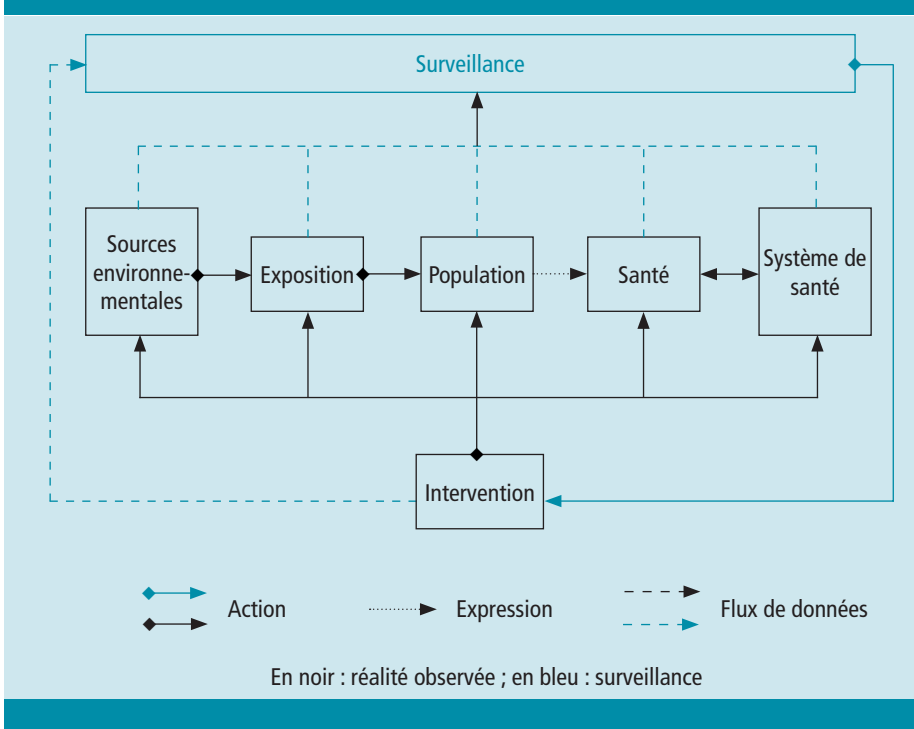 Surveillance
Sources
environne-
mentales
Exposition
Population
Santé
Système de
santé
Intervention
Action
Expression
Flux de données
En noir : réalité observée ; en bleu : surveillance